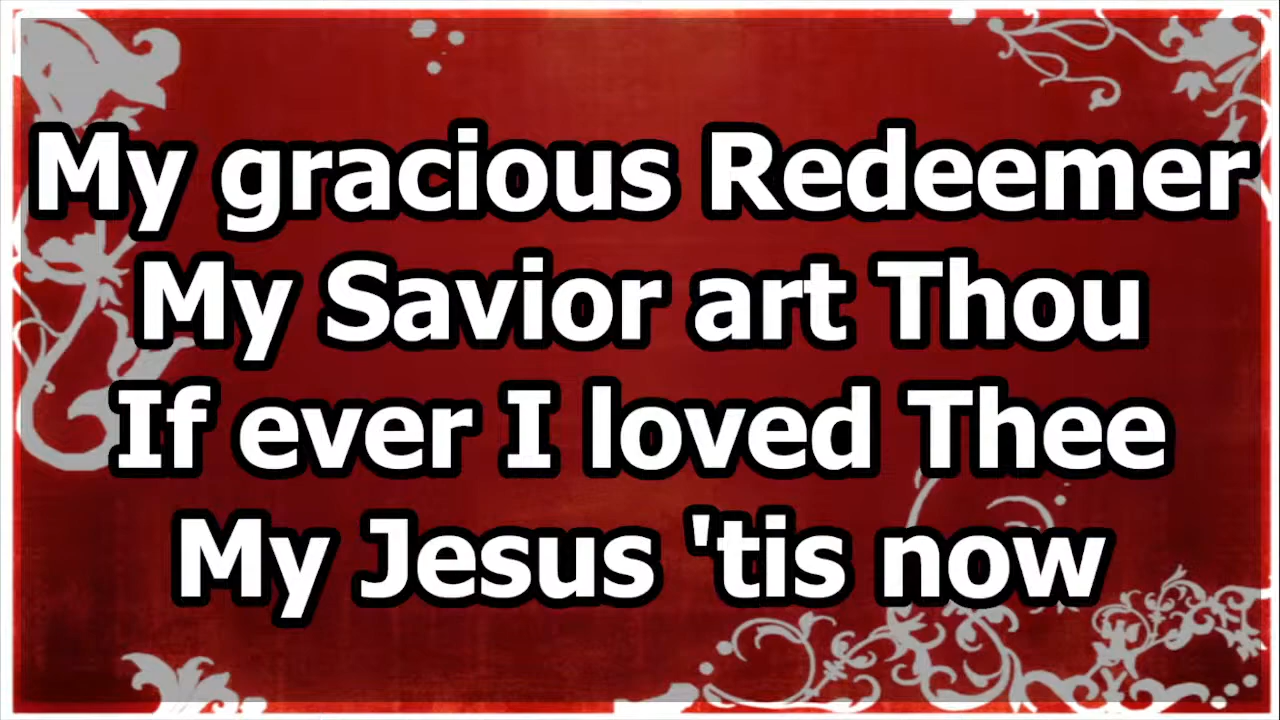 My gracious Redeemer
My Savior art Thou
If ever I loved Thee
My Jesus 'tis now